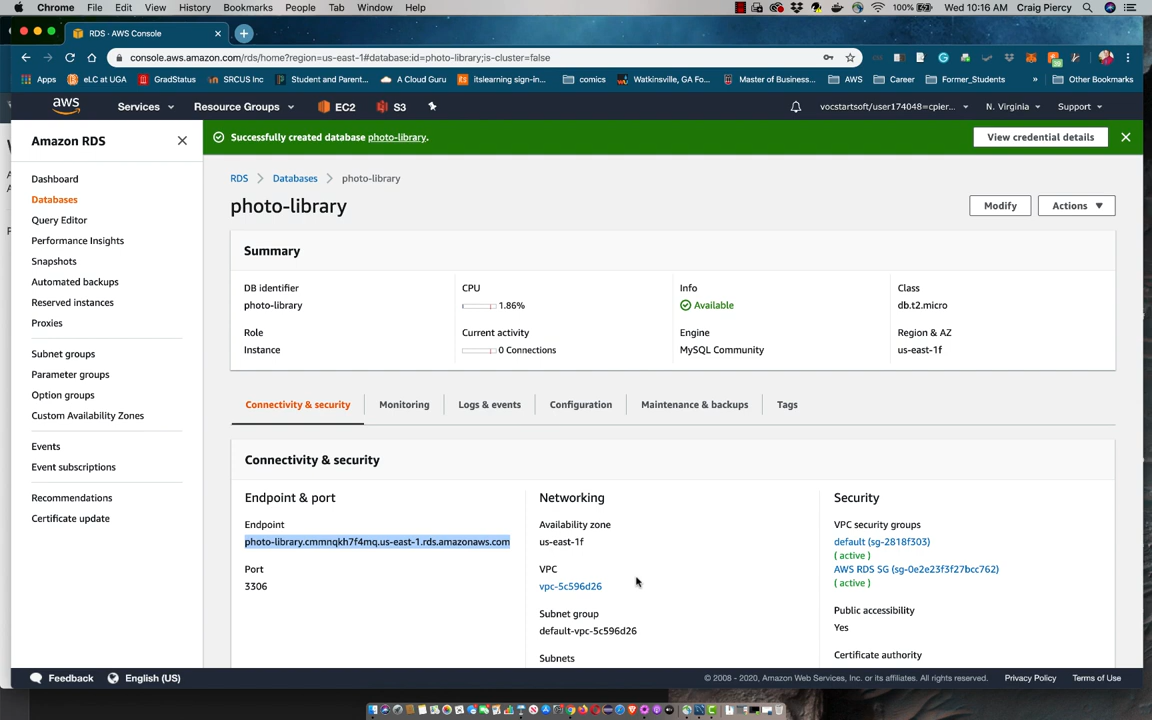 Chrome File Edit View History Bookmarks People Tab Window Help 100% Wed 10:16 AM Craig Piercy
RDS · AWS Console
console.aws.amazon.com/rds/home?region=us-east-1#database:id=photo-library;is-cluster=false
Apps eLC at UGA GradStatus SRCUS Inc Student and Parent... A Cloud Guru itslearning sign-in... comics Watkinsville, GA Fo... Master of Business... AWS Career Former_Students » Other Bookmarks
aws Services Resource Groups EC2 S3 vocstartsoft/user174048=cpier... N. Virginia Support
Amazon RDS
Successfully created database photo-library.
View credential details
Dashboard
Databases
Query Editor
Performance Insights
Snapshots
Automated backups
Reserved instances
Proxies
Subnet groups
Parameter groups
Option groups
Custom Availability Zones
Events
Event subscriptions
Recommendations
Certificate update
RDS > Databases > photo-library
photo-library
Modify Actions
Summary
DB identifier
photo-library
CPU
1.86%
Info
Available
Class
db.t2.micro
Role
Instance
Current activity
0 Connections
Engine
MySQL Community
Region & AZ
us-east-1f
Connectivity & security Monitoring Logs & events Configuration Maintenance & backups Tags
Connectivity & security
Endpoint & port
Endpoint
photo-library.cmmnqkh7f4mq.us-east-1.rds.amazonaws.com
Port
3306
Networking
Availability zone
us-east-1f
VPC
vpc-5c596d26
Subnet group
default-vpc-5c596d26
Subnets
Security
VPC security groups
default (sg-2818f303)
( active )
AWS RDS SG (sg-0e2e23f3f27bcc762)
( active )
Public accessibility
Yes
Certificate authority
Feedback English (US) © 2008 - 2020, Amazon Web Services, Inc. or its affiliates. All rights reserved. Privacy Policy Terms of Use